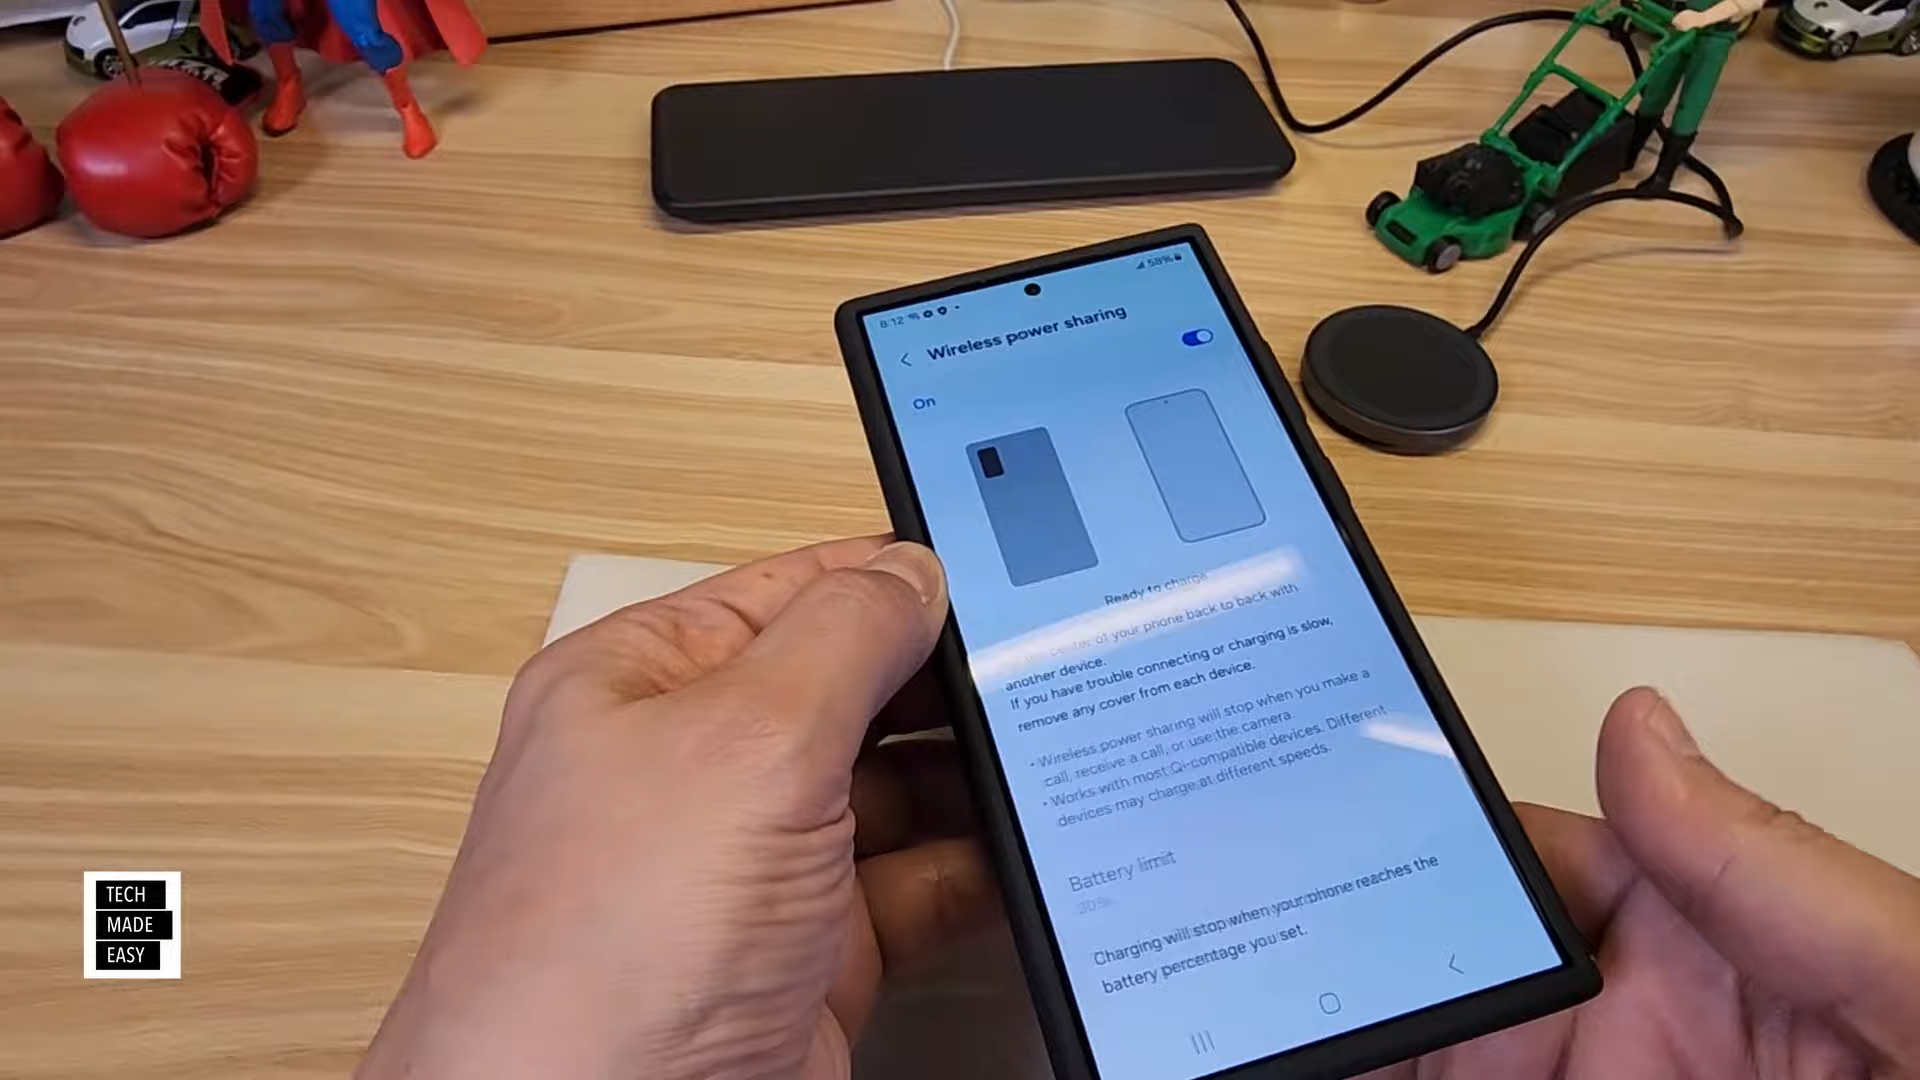 8:12
58%
Wireless power sharing
On
Ready to charge
of your phone back to back with
another device.
If you have trouble connecting or charging is slow,
remove any cover from each device.
• Wireless power sharing will stop when you make a
call, receive a call, or use the camera.
• Works with most Qi-compatible devices. Different
devices may charge at different speeds.
Battery limit
30%
Charging will stop when your phone reaches the
battery percentage you set.
TECH
MADE
EASY